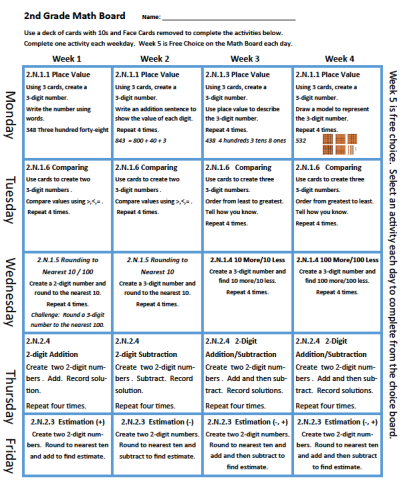 2nd Grade Math Board
Name:
Use a deck of cards with 10s and Face Cards removed to complete the activities below.
Complete one activity each weekday.  Week 5 is Free Choice on the Math Board each day.
Week 1
Week 2
Week 3
Week 4
Monday
2.N.1.1 Place Value
Using 3 cards, create a
3-digit number.
Write the number using
words.
348 Three hundred forty-eight
2.N.1.1 Place Value
Using 3 cards, create a
3-digit number.
Write an addition sentence to
show the value of each digit.
Repeat 4 times.
843 = 800 + 40 + 3
2.N.1.3 Place Value
Using 3 cards, create a
3-digit number.
Use place value to describe
the 3-digit number.
Repeat 4 times.
438  4 hundreds 3 tens 8 ones
2.N.1.1 Place Value
Using 3 cards, create a
3-digit number.
Draw a model to represent
the 3-digit number.
Repeat 4 times.
532
Tuesday
2.N.1.6 Comparing
Use cards to create two
3-digit numbers .
Compare values using >,<,= .
Repeat 4 times.
2.N.1.6 Comparing
Use cards to create two
3-digit numbers .
Compare values using >,<,= .
Repeat 4 times.
2.N.1.6 Comparing
Use cards to create three
3-digit numbers.
Order from least to greatest.
Tell how you know.
Repeat 4 times.
2.N.1.6 Comparing
Use cards to create three
3-digit numbers.
Order from greatest to least.
Tell how you know.
Repeat 4 times.
Wednesday
2.N.1.5 Rounding to
Nearest 10 / 100
Create a 2-digit number and
round to the nearest 10.
Repeat 4 times.
Challenge:  Round a 3-digit
number to the nearest 100.
2.N.1.5 Rounding to
Nearest 10
Create a 3-digit number and
round to the nearest 10.
Repeat 4 times.
2.N.1.4 10 More/10 Less
Create a 3-digit number and
find 10 more/10 less.
Repeat 4 times.
2.N.1.4 100 More/100 Less
Create a 3-digit number and
find 100 more/100 less.
Repeat 4 times.
Thursday
2.N.2.4
2-digit Addition
Create two 2-digit num-
bers .  Add.  Record solu-
tion.
Repeat four times.
2.N.2.4
2-digit Subtraction
Create two 2-digit num-
bers .  Subtract.  Record
solution.
Repeat four times.
2.N.2.4  2-Digit
Addition/Subtraction
Create two 2-digit num-
bers .  Add and then sub-
tract.  Record solutions.
Repeat four times.
2.N.2.4  2-Digit
Addition/Subtraction
Create two 2-digit num-
bers .  Add and then sub-
tract.  Record solutions.
Repeat four times.
Friday
2.N.2.3  Estimation (+)
Create two 2-digit num-
bers.  Round to nearest ten
and add to find estimate.
2.N.2.3  Estimation (-)
Create two 2-digit num-
bers.  Round to nearest ten
subtract to find estimate.
2.N.2.3  Estimation (-, +)
Create two 2-digit numbers.
Round to nearest ten and
add and then subtract to
find estimate.
2.N.2.3  Estimation (-, +)
Create two 2-digit num-
bers.  Round to nearest ten
and add and then subtract
to find estimate.
Week 5 is free choice.  Select an activity each day to complete from the choice board.